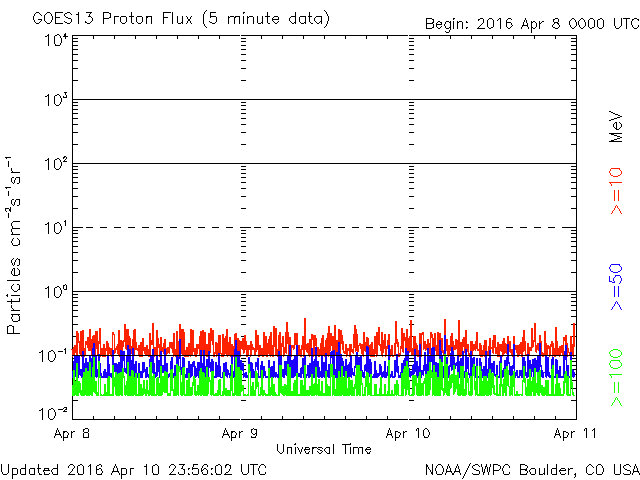 GOES13 Proton Flux (5 minute data)
Begin: 2016 Apr 8 0000 UTC
Particles cm⁻²s⁻¹sr⁻¹
10⁴
10³
10²
10¹
10⁰
10⁻¹
10⁻²
Apr 8
Apr 9
Apr 10
Apr 11
Universal Time
MeV
>=10
>=50
>=100
Updated 2016 Apr 10 23:56:02 UTC
NOAA/SWPC Boulder, CO USA